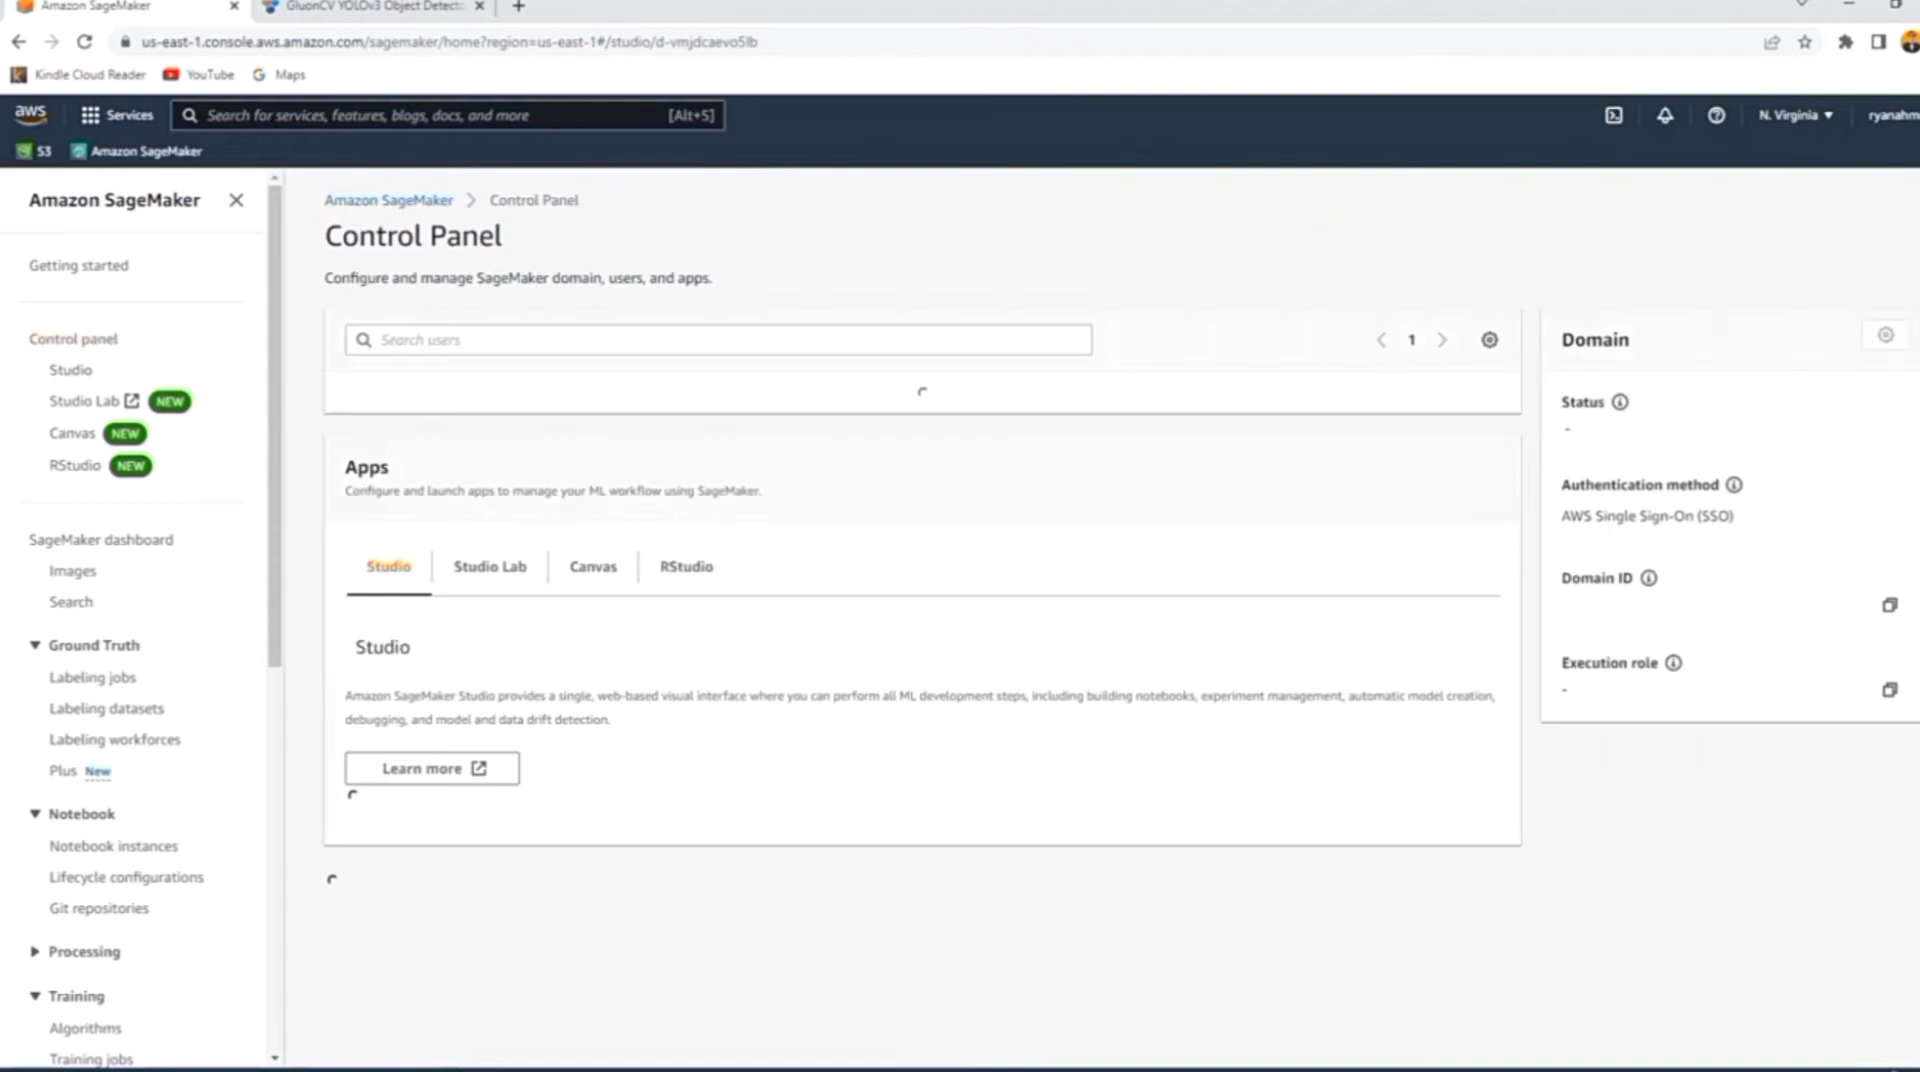 Amazon SageMaker
GluonCV YOLOv3 Object Detect
us-east-1.console.aws.amazon.com/sagemaker/home?region=us-east-1#/studio/d-vmjdcaevo5lb
Kindle Cloud Reader YouTube Maps
aws Services Search for services, features, blogs, docs, and more [Alt+S] N. Virginia ryanahm
S3 Amazon SageMaker
Amazon SageMaker
Getting started
Control panel
Studio
Studio Lab NEW
Canvas NEW
RStudio NEW
SageMaker dashboard
Images
Search
Ground Truth
Labeling jobs
Labeling datasets
Labeling workforces
Plus New
Notebook
Notebook instances
Lifecycle configurations
Git repositories
Processing
Training
Algorithms
Training jobs
Amazon SageMaker > Control Panel
Control Panel
Configure and manage SageMaker domain, users, and apps.
Search users
1
Apps
Configure and launch apps to manage your ML workflow using SageMaker.
Studio Studio Lab Canvas RStudio
Studio
Amazon SageMaker Studio provides a single, web-based visual interface where you can perform all ML development steps, including building notebooks, experiment management, automatic model creation,
debugging, and model and data drift detection.
Learn more
Domain
Status
-
Authentication method
AWS Single Sign-On (SSO)
Domain ID
Execution role
-